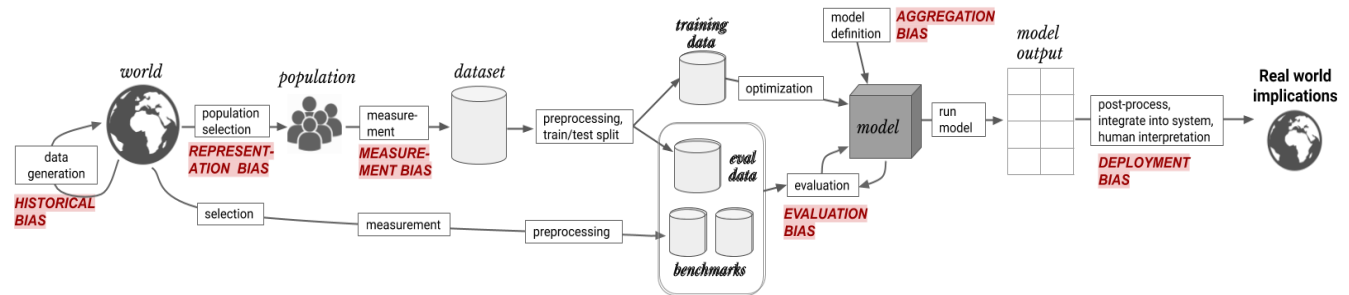 world
data
generation
HISTORICAL
BIAS
population
selection
REPRESENT-
ATION BIAS
population
measure-
ment
MEASURE-
MENT BIAS
dataset
preprocessing,
train/test split
selection
measurement
preprocessing
training
data
eval
data
benchmarks
optimization
model
definition
AGGREGATION
BIAS
model
evaluation
EVALUATION
BIAS
run
model
model
output
post-process,
integrate into system,
human interpretation
DEPLOYMENT
BIAS
Real world
implications